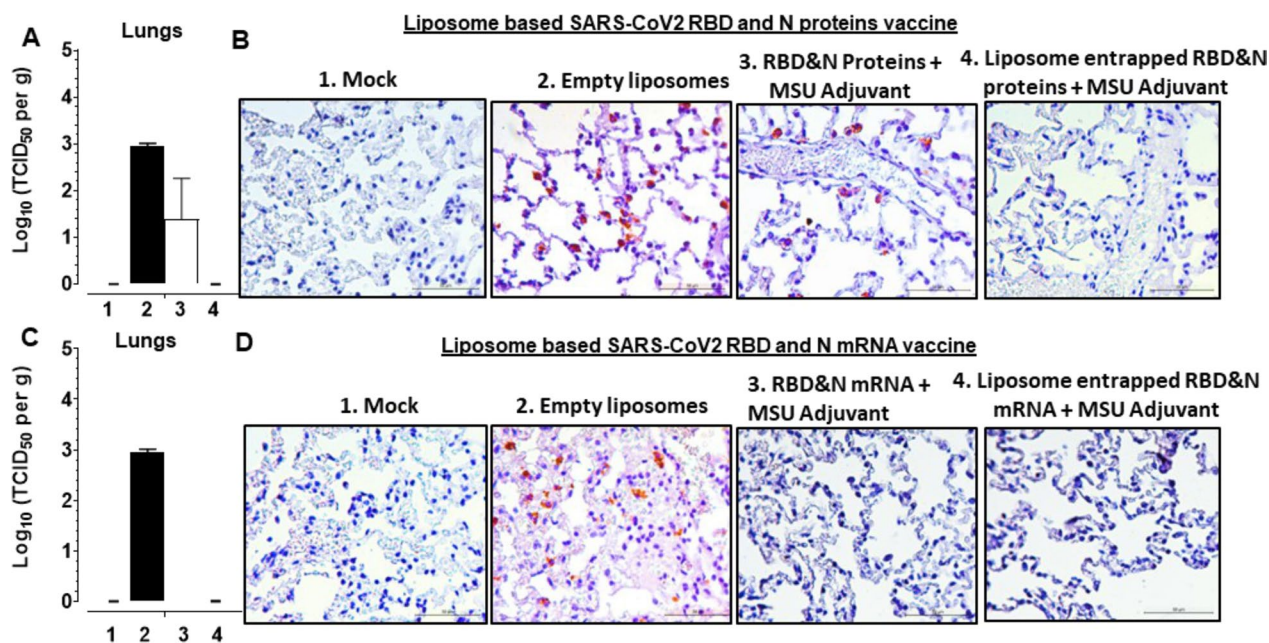 A
Lungs
Log10 (TCID50 per g)
5
4
3
2
1
0
1 2 3 4
B
Liposome based SARS-CoV2 RBD and N proteins vaccine
1. Mock
2. Empty liposomes
3. RBD&N Proteins +
MSU Adjuvant
4. Liposome entrapped RBD&N
proteins + MSU Adjuvant
C
Lungs
Log10 (TCID50 per g)
5
4
3
2
1
0
1 2 3 4
D
Liposome based SARS-CoV2 RBD and N mRNA vaccine
1. Mock
2. Empty liposomes
3. RBD&N mRNA +
MSU Adjuvant
4. Liposome entrapped RBD&N
mRNA + MSU Adjuvant